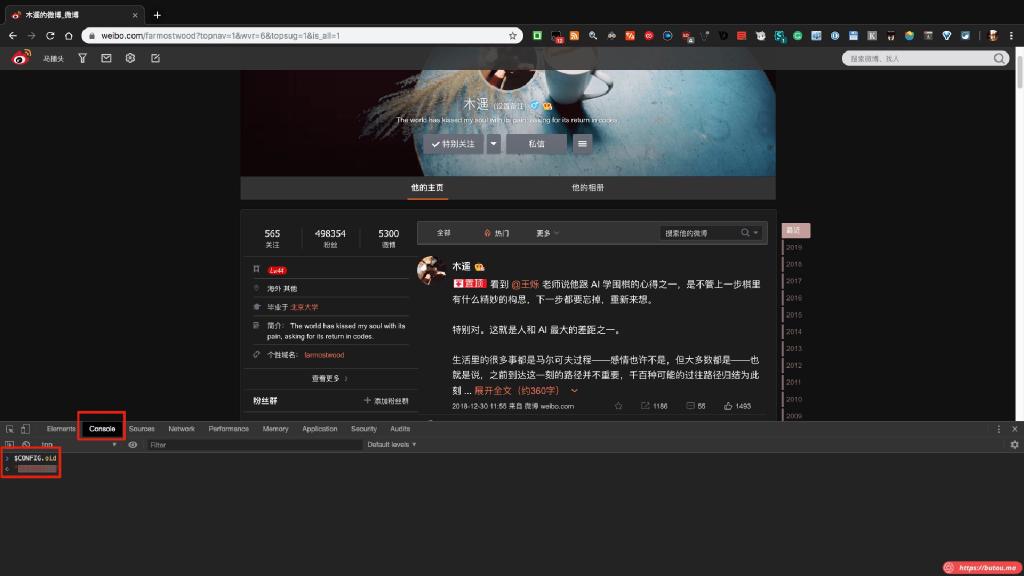 木遥的微博_微博
weibo.com/farmostwood?topnav=1&wvr=6&topsug=1&is_all=1
马桶头
搜索微博、找人
木遥 (设置备注)
The world has kissed my soul with its pain, asking for its return in codes.
特别关注
私信
他的主页
他的相册
565
498354
5300
关注
粉丝
微博
Lv.44
海外 其他
毕业于 北京大学
简介： The world has kissed my soul with its
pain, asking for its return in codes.
个性域名： farmostwood
查看更多
粉丝群
添加粉丝群
全部
热门
更多
搜索他的微博
木遥
置顶 看到 @王烁 老师说他跟 AI 学围棋的心得之一，是不管上一步棋里
有什么精妙的构思，下一步都要忘掉，重新来想。
特别对。这就是人和 AI 最大的差距之一。
生活里的很多事都是马尔可夫过程——感情也许不是，但大多数都是——也
就是说，之前到达这一刻的路径并不重要，千百种可能的过往路径归结为此
刻 ... 展开全文（约360字）
2018-12-30 11:55 来自 微博 weibo.com
1186
55
1493
最近
2019
2018
2017
2016
2015
2014
2013
2012
2011
2010
2009
Elements
Console
Sources
Network
Performance
Memory
Application
Security
Audits
top
Filter
Default levels
$CONFIG.oid
https://butou.me